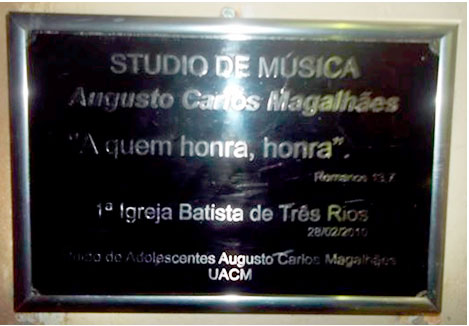 STUDIO DE MÚSICA
Augusto Carlos Magalhães
"A quem honra, honra".
Romanos 13,7
1ª Igreja Batista de Três Rios
28/02/2010
de Adolescentes Augusto Carlos Magalhães
UACM